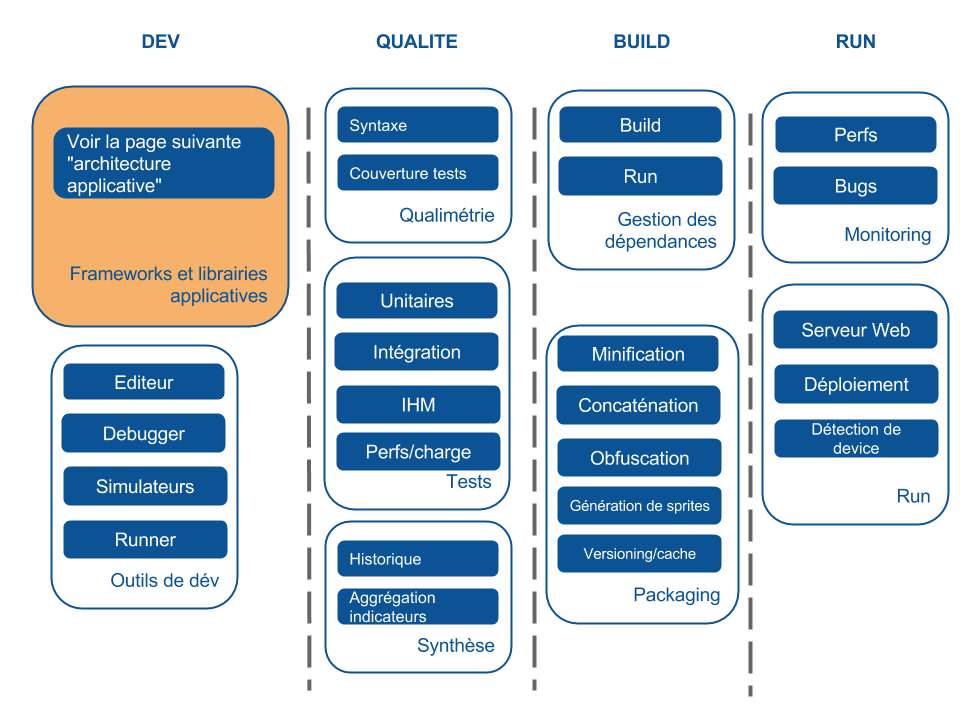 DEV
Voir la page suivante
"architecture
applicative"
Frameworks et librairies
applicatives
Editeur
Debugger
Simulateurs
Runner
Outils de dév
QUALITE
Syntaxe
Couverture tests
Qualimétrie
Unitaires
Intégration
IHM
Perfs/charge
Tests
Historique
Aggrégation
indicateurs
Synthèse
BUILD
Build
Run
Gestion des
dépendances
Minification
Concaténation
Obfuscation
Génération de sprites
Versioning/cache
Packaging
RUN
Perfs
Bugs
Monitoring
Serveur Web
Déploiement
Détection de
device
Run